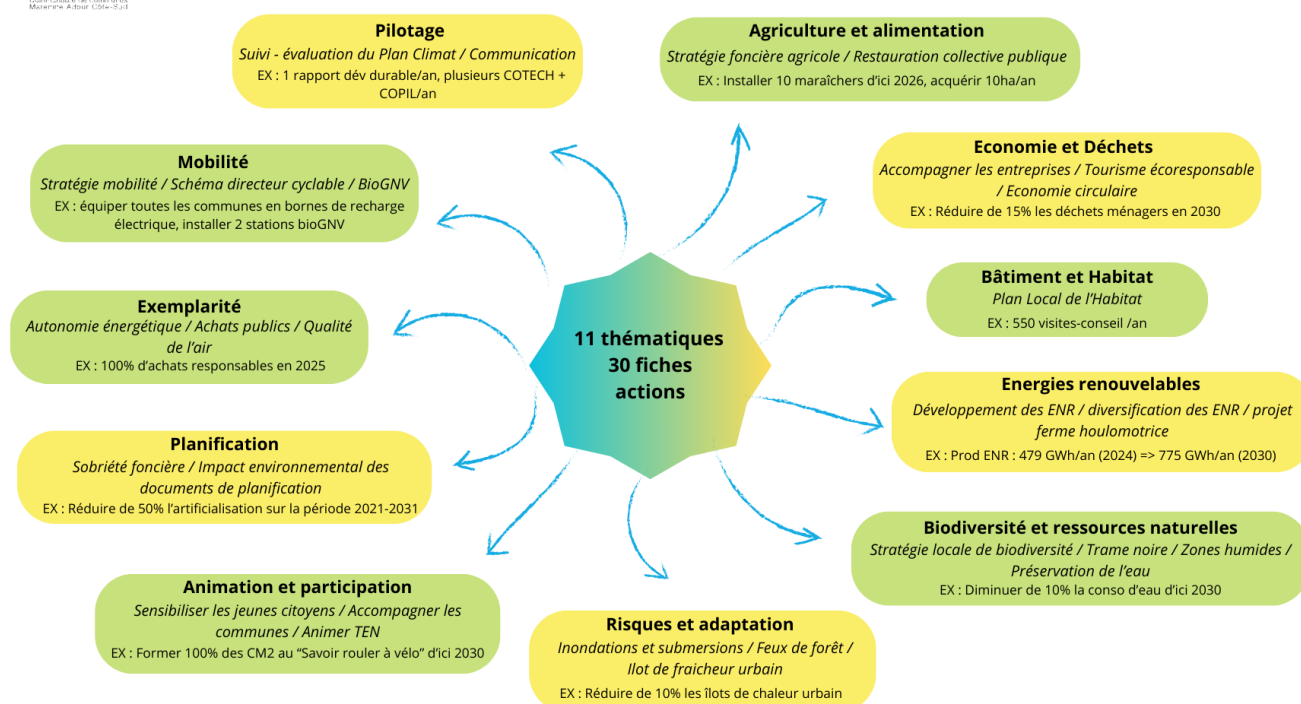 Marenne Adour Côte-Sud
Pilotage
Suivi - évaluation du Plan Climat / Communication
EX : 1 rapport dév durable/an, plusieurs COTECH +
COPIL/an
Agriculture et alimentation
Stratégie foncière agricole / Restauration collective publique
EX : Installer 10 maraîchers d'ici 2026, acquérir 10ha/an
Mobilité
Stratégie mobilité / Schéma directeur cyclable / BioGNV
EX : équiper toutes les communes en bornes de recharge
électrique, installer 2 stations bioGNV
Economie et Déchets
Accompagner les entreprises / Tourisme écoresponsable
/ Economie circulaire
EX : Réduire de 15% les déchets ménagers en 2030
Bâtiment et Habitat
Plan Local de l'Habitat
EX : 550 visites-conseil /an
Exemplarité
Autonomie énergétique / Achats publics / Qualité
de l'air
EX : 100% d'achats responsables en 2025
11 thématiques
30 fiches
actions
Energies renouvelables
Développement des ENR / diversification des ENR / projet
ferme houlomotrice
EX : Prod ENR : 479 GWh/an (2024) => 775 GWh/an (2030)
Planification
Sobriété foncière / Impact environnemental des
documents de planification
EX : Réduire de 50% l'artificialisation sur la période 2021-2031
Biodiversité et ressources naturelles
Stratégie locale de biodiversité / Trame noire / Zones humides /
Préservation de l'eau
EX : Diminuer de 10% la conso d'eau d'ici 2030
Animation et participation
Sensibiliser les jeunes citoyens / Accompagner les
communes / Animer TEN
EX : Former 100% des CM2 au “Savoir rouler à vélo” d'ici 2030
Risques et adaptation
Inondations et submersions / Feux de forêt /
Ilot de fraicheur urbain
EX : Réduire de 10% les îlots de chaleur urbain